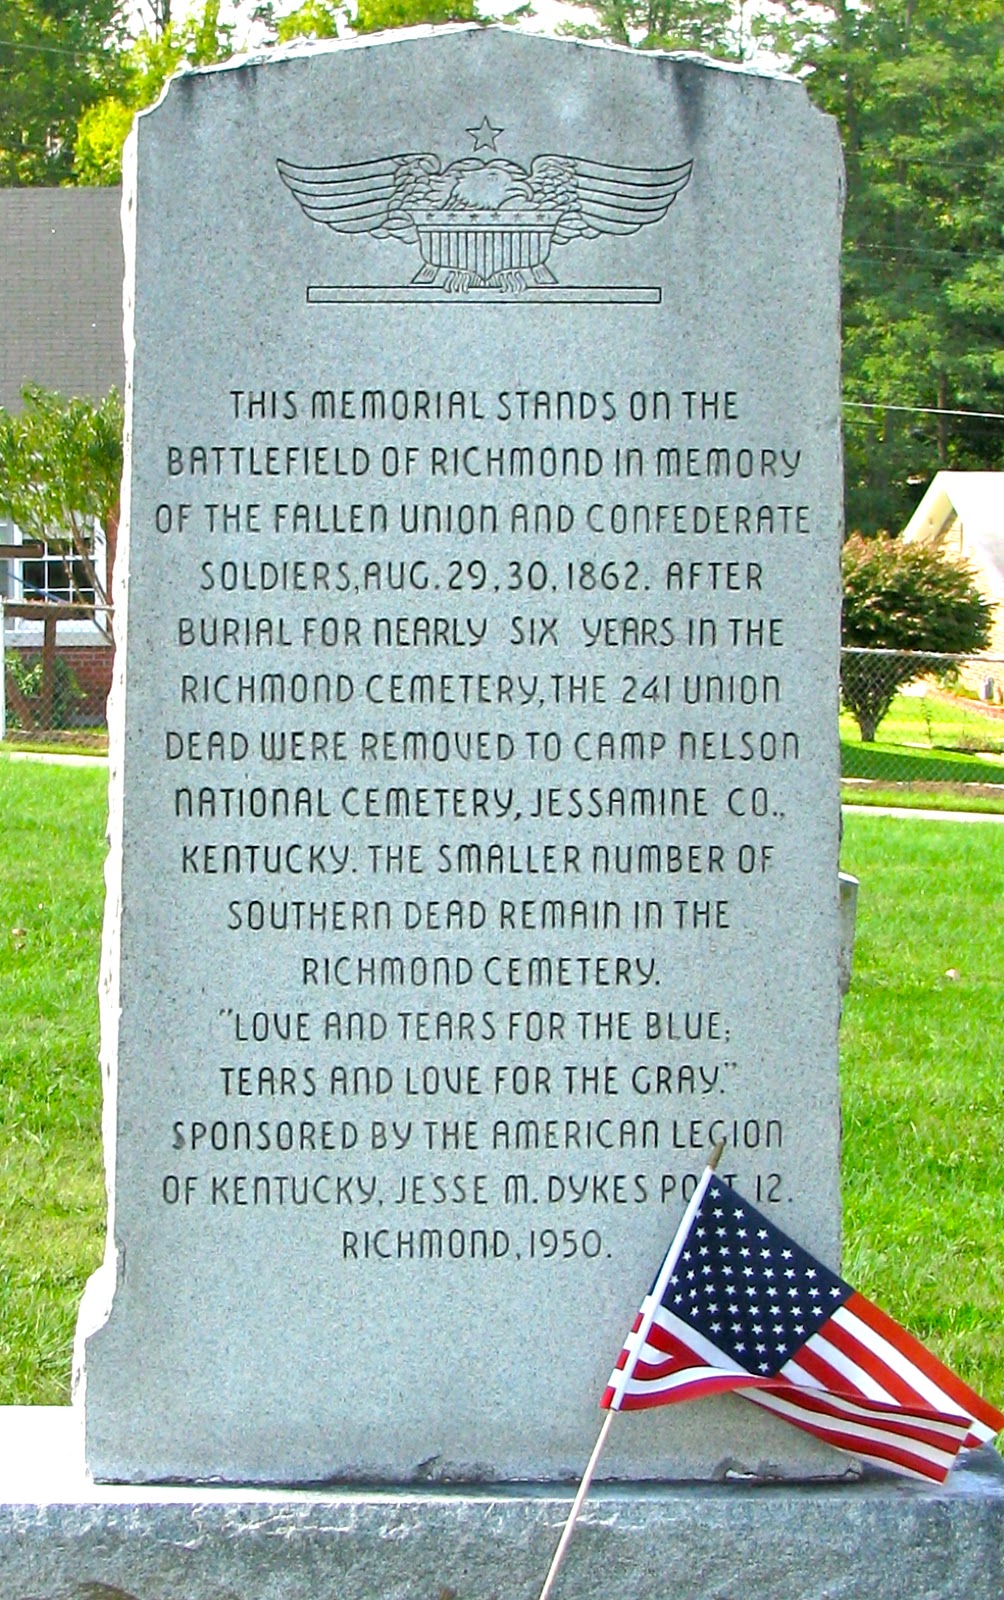 THIS MEMORIAL STANDS ON THE
BATTLEFIELD OF RICHMOND IN MEMORY
OF THE FALLEN UNION AND CONFEDERATE
SOLDIERS, AUG. 29, 30, 1862. AFTER
BURIAL FOR NEARLY SIX YEARS IN THE
RICHMOND CEMETERY, THE 241 UNION
DEAD WERE REMOVED TO CAMP NELSON
NATIONAL CEMETERY, JESSAMINE CO.,
KENTUCKY. THE SMALLER NUMBER OF
SOUTHERN DEAD REMAIN IN THE
RICHMOND CEMETERY.
"LOVE AND TEARS FOR THE BLUE;
TEARS AND LOVE FOR THE GRAY."
SPONSORED BY THE AMERICAN LEGION
OF KENTUCKY, JESSE M. DYKES POST 12.
RICHMOND, 1950.